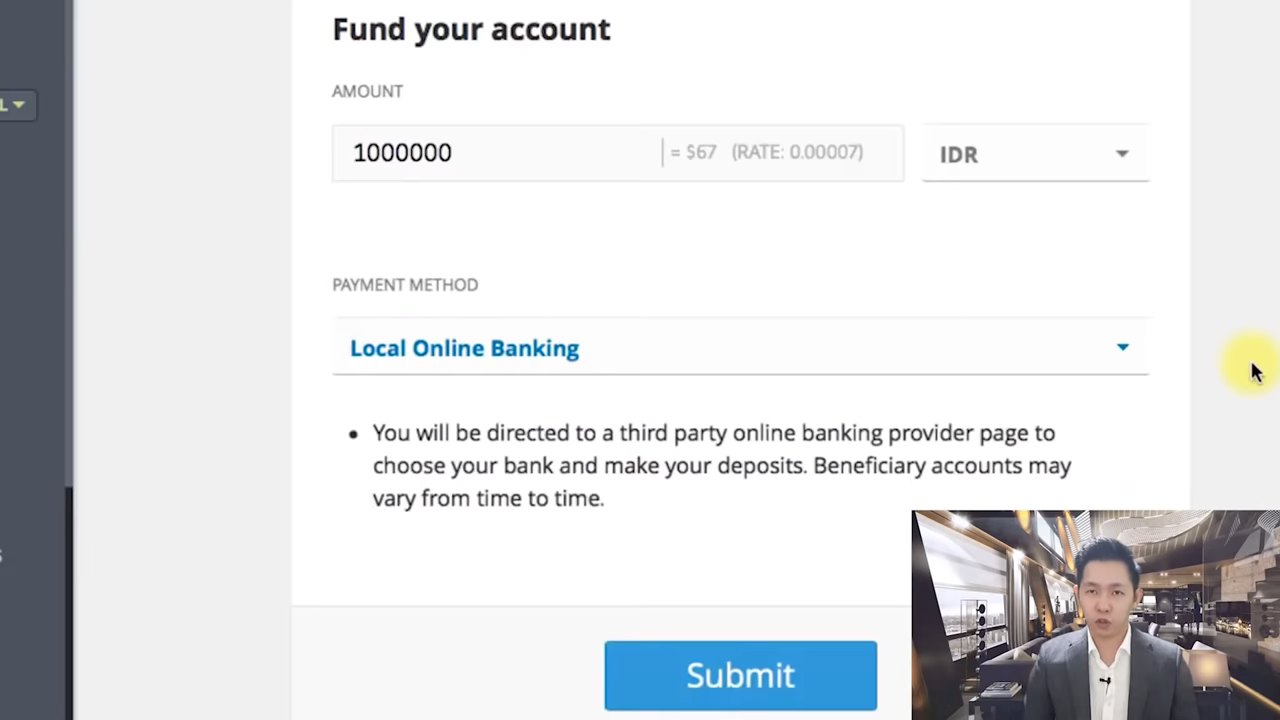 Fund your account
L
AMOUNT
1000000 = $67 (RATE: 0.00007) IDR
PAYMENT METHOD
Local Online Banking
• You will be directed to a third party online banking provider page to
choose your bank and make your deposits. Beneficiary accounts may
vary from time to time.
s
Submit